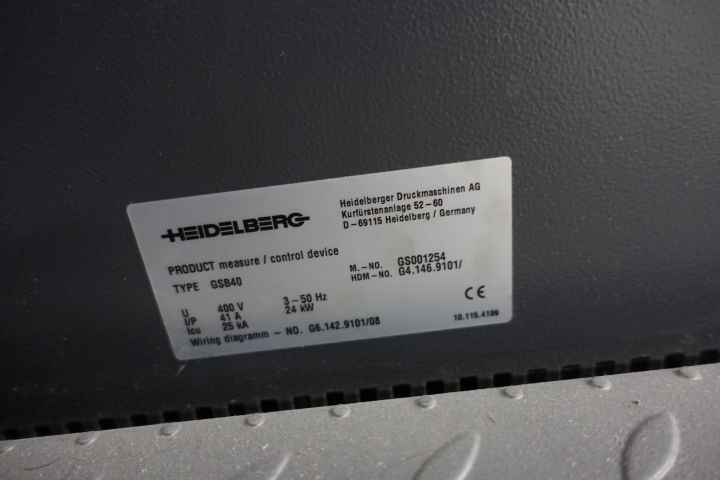 HEIDELBERG
Heidelberger Druckmaschinen AG
Kurfürstenanlage 52-60
D-69115 Heidelberg / Germany
PRODUCT measure / control device
TYPE GSB40
M.-NO. GS001254
HDM-NO. G4.146.9101/
U 400 V 3~50 Hz
I/P 41 A 24 kW
Icu 25 kA
Wiring diagramm - NO. G6.142.9101/08
CE
10.115.4199